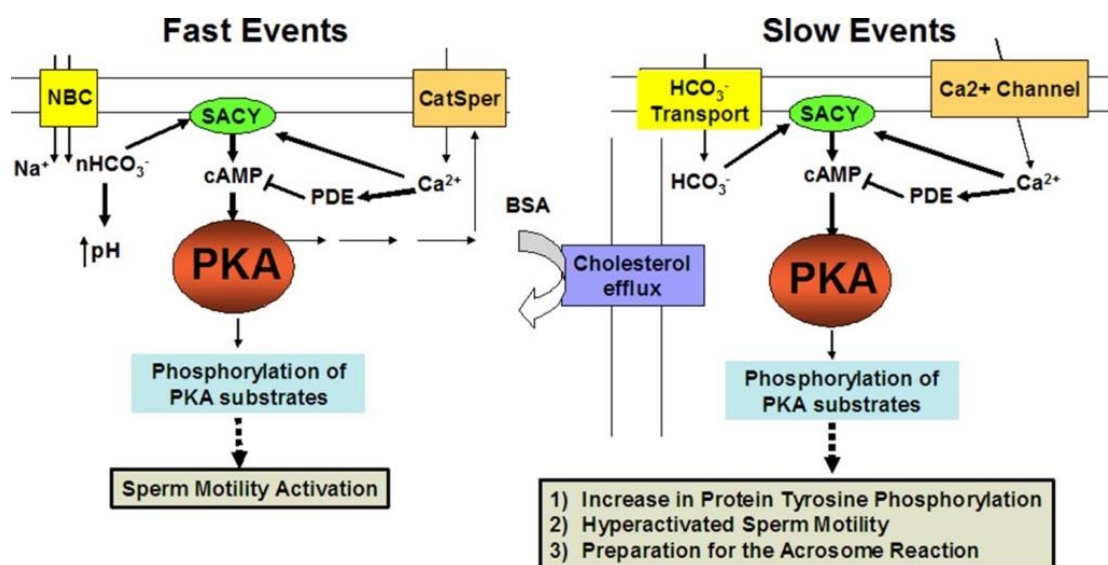 Fast Events
NBC
SACY
CatSper
Na⁺
nHCO₃⁻
cAMP
PDE
Ca²⁺
↑pH
PKA
Phosphorylation of
PKA substrates
Sperm Motility Activation
BSA
Cholesterol
efflux
Slow Events
HCO₃⁻
Transport
SACY
Ca2+ Channel
HCO₃⁻
cAMP
PDE
Ca²⁺
PKA
Phosphorylation of
PKA substrates
1) Increase in Protein Tyrosine Phosphorylation
2) Hyperactivated Sperm Motility
3) Preparation for the Acrosome Reaction